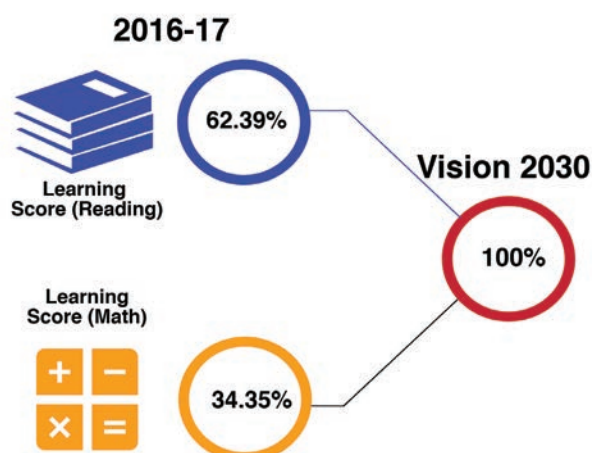 2016-17
62.39%
Learning
Score (Reading)
Vision 2030
100%
Learning
Score (Math)
+ −
× =
34.35%